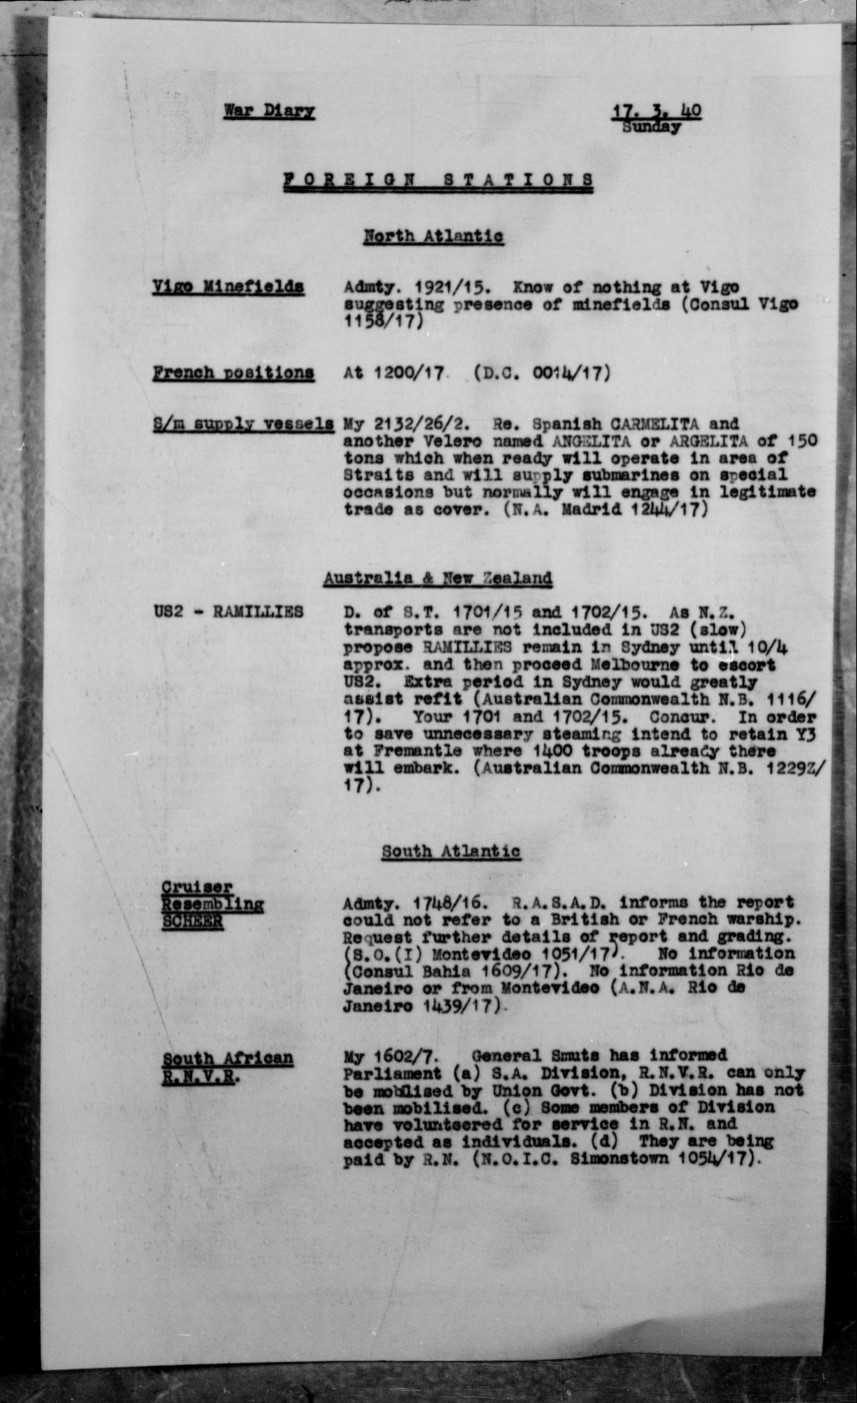 War Diary 17. 3. 40
Sunday
FOREIGN STATIONS
North Atlantic
Vigo Minefields Admty. 1921/15. Know of nothing at Vigo
suggesting presence of minefields (Consul Vigo
1158/17)
French positions At 1200/17 (D.C. 0014/17)
S/m supply vessels My 2132/26/2. Re. Spanish CARMELITA and
another Velero named ANGELITA or ARGELITA of 150
tons which when ready will operate in area of
Straits and will supply submarines on special
occasions but normally will engage in legitimate
trade as cover. (N.A. Madrid 1244/17)
Australia & New Zealand
US2 - RAMILLIES D. of S.T. 1701/15 and 1702/15. As N.Z.
transports are not included in US2 (slow)
propose RAMILLIES remain in Sydney until 10/4
approx. and then proceed Melbourne to escort
US2. Extra period in Sydney would greatly
assist refit (Australian Commonwealth N.B. 1116/
17). Your 1701 and 1702/15. Concur. In order
to save unnecessary steaming intend to retain Y3
at Fremantle where 1400 troops already there
will embark. (Australian Commonwealth N.B. 1229Z/
17).
South Atlantic
Cruiser
Resembling Admty. 1748/16. R.A.S.A.D. informs the report
SCHEER could not refer to a British or French warship.
Request further details of report and grading.
(S.O.(I) Montevideo 1051/17). No information
(Consul Bahia 1609/17). No information Rio de
Janeiro or from Montevideo (A.N.A. Rio de
Janeiro 1439/17).
South African My 1602/7. General Smuts has informed
R.N.V.R. Parliament (a) S.A. Division, R.N.V.R. can only
be mobilised by Union Govt. (b) Division has not
been mobilised. (c) Some members of Division
have volunteered for service in R.N. and
accepted as individuals. (d) They are being
paid by R.N. (N.O.I.C. Simonstown 1054/17).